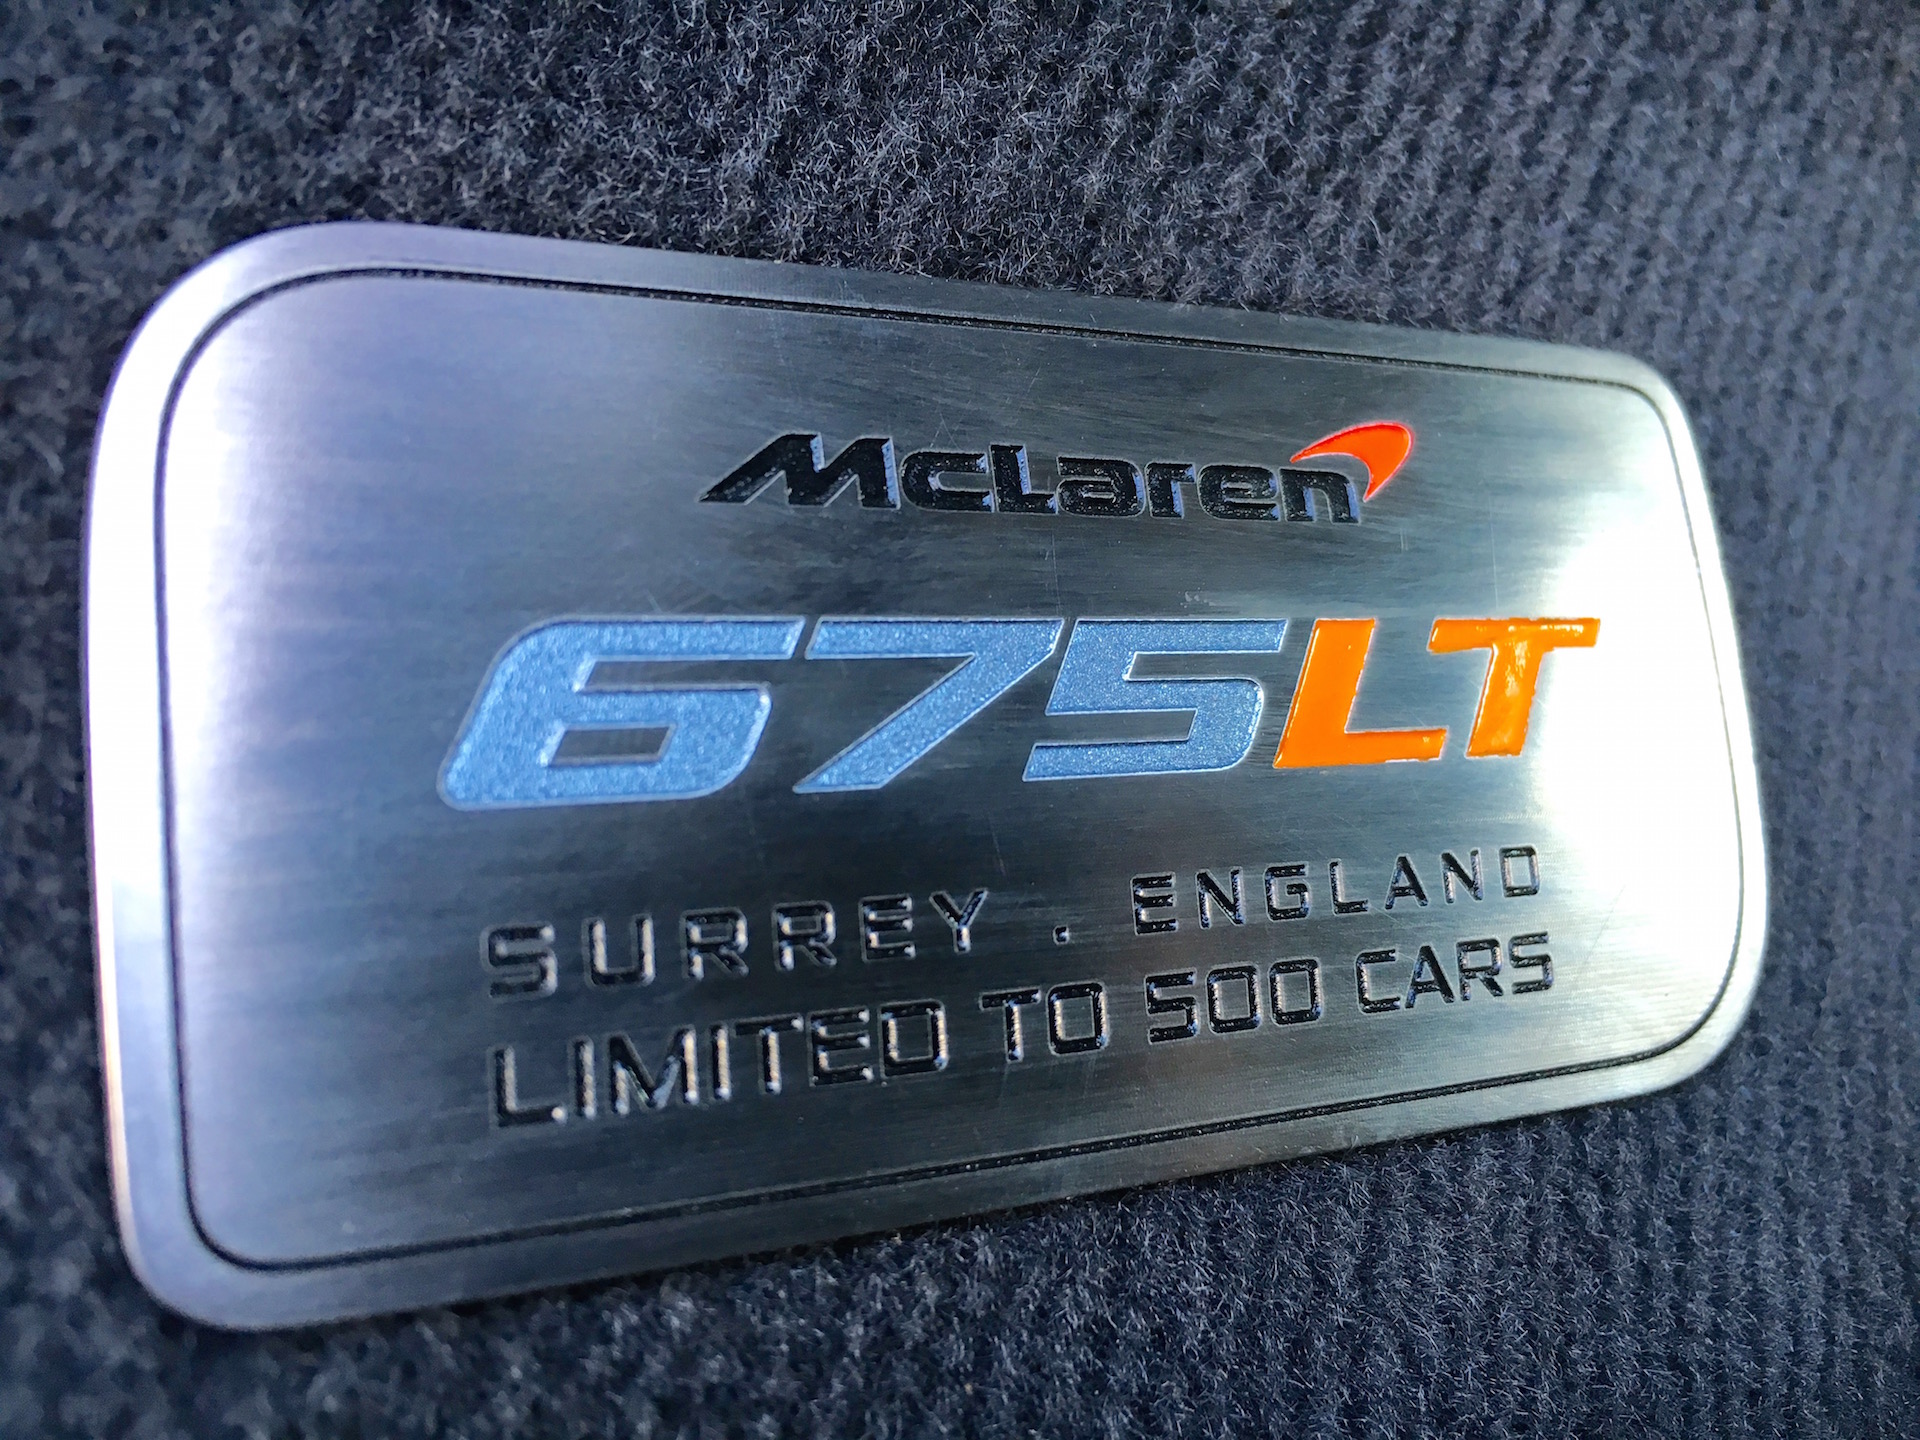 McLaren
675LT
SURREY . ENGLAND
LIMITED TO 500 CARS